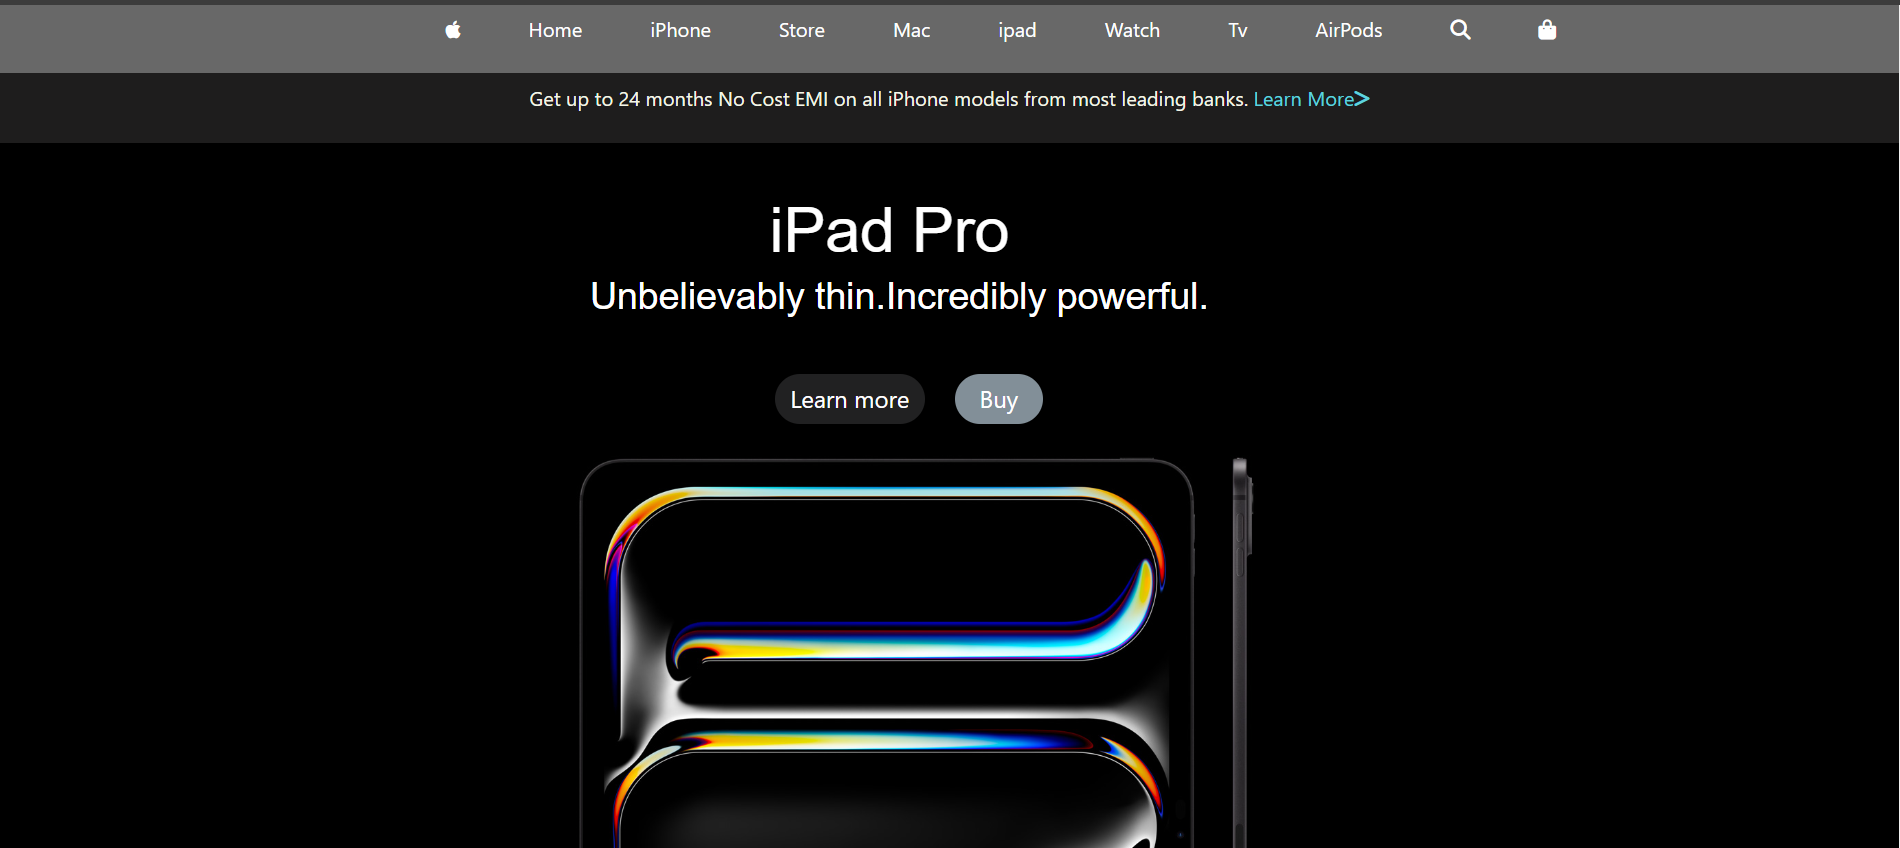 Home iPhone Store Mac ipad Watch Tv AirPods
Get up to 24 months No Cost EMI on all iPhone models from most leading banks. Learn More>
iPad Pro
Unbelievably thin.Incredibly powerful.
Learn more Buy